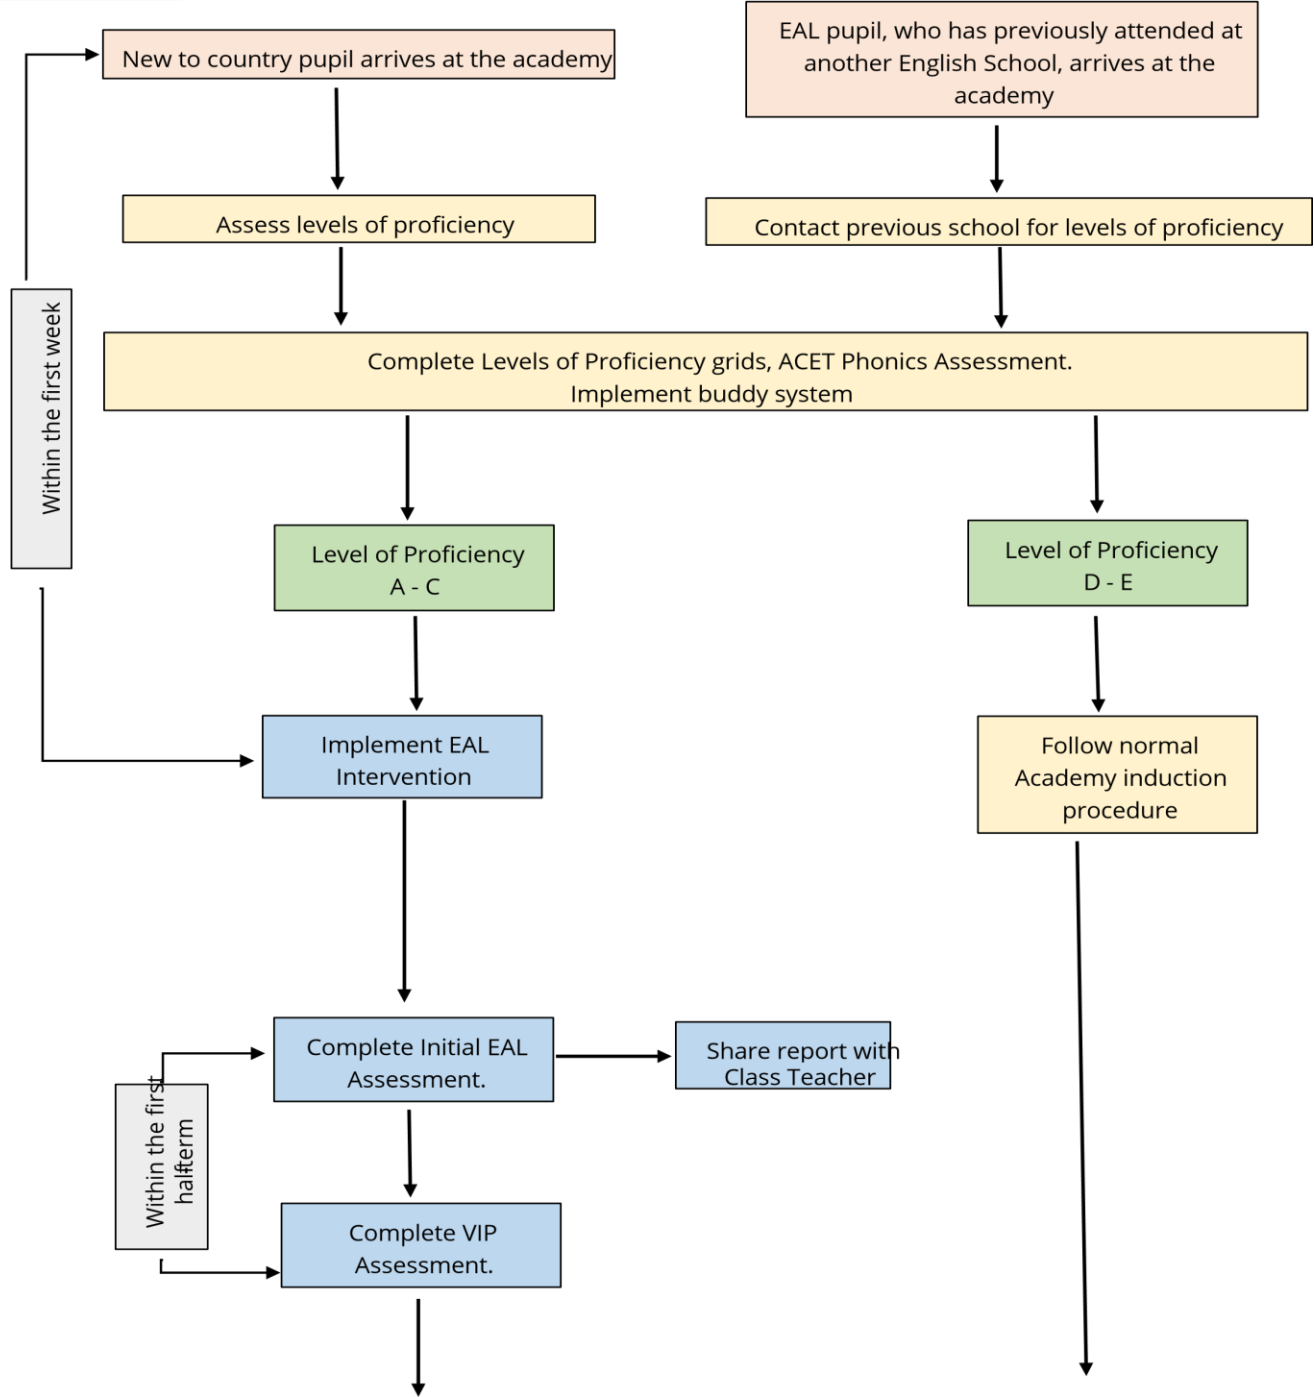 New to country pupil arrives at the academy
EAL pupil, who has previously attended at
another English School, arrives at the
academy
Assess levels of proficiency
Contact previous school for levels of proficiency
Within the first week
Complete Levels of Proficiency grids, ACET Phonics Assessment.
Implement buddy system
Level of Proficiency
A - C
Level of Proficiency
D - E
Implement EAL
Intervention
Follow normal
Academy induction
procedure
Complete Initial EAL
Assessment.
Share report with
Class Teacher
Within the first
half-term
Complete VIP
Assessment.